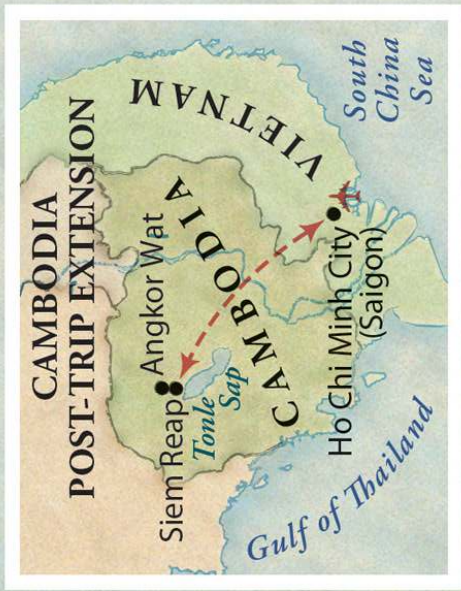 CAMBODIA
POST-TRIP EXTENSION
VIETNAM
South
China
Sea
Angkor Wat
Siem Reap
Tonle
Sap
CAMBODIA
Ho Chi Minh City
(Saigon)
Gulf of Thailand